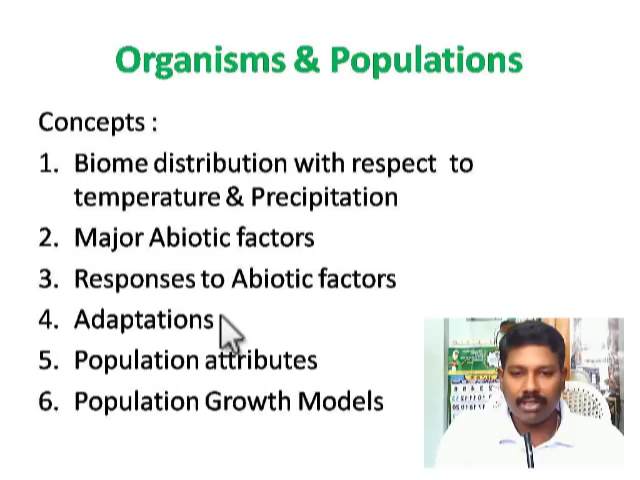 Organisms & Populations
Concepts :
1. Biome distribution with respect to
temperature & Precipitation
2. Major Abiotic factors
3. Responses to Abiotic factors
4. Adaptations
5. Population attributes
6. Population Growth Models